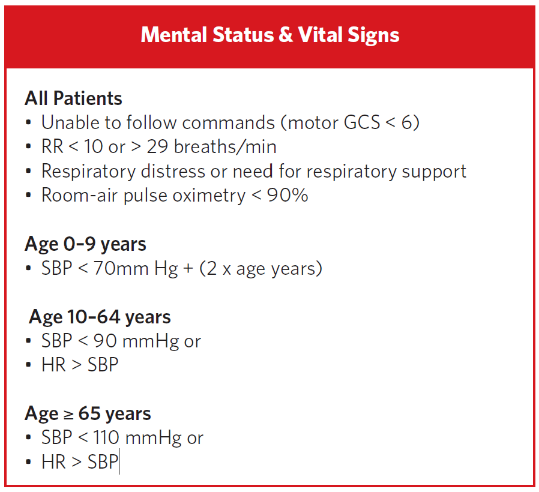 Mental Status & Vital Signs
All Patients
• Unable to follow commands (motor GCS < 6)
• RR < 10 or > 29 breaths/min
• Respiratory distress or need for respiratory support
• Room-air pulse oximetry < 90%
Age 0–9 years
• SBP < 70mm Hg + (2 x age years)
Age 10–64 years
• SBP < 90 mmHg or
• HR > SBP
Age ≥ 65 years
• SBP < 110 mmHg or
• HR > SBP